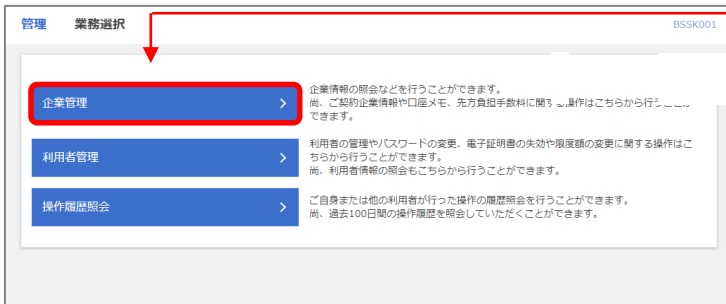 管理 業務選択 BSSK001
企業管理
企業情報の照会などを行うことができます。
尚、ご契約企業情報や口座メモ、先方負担手数料に関する操作はこちらから行うことが
できます。
利用者管理
利用者の管理やパスワードの変更、電子証明書の失効や限度額の変更に関する操作はこ
ちらから行うことができます。
尚、利用者情報の照会もこちらから行うことができます。
操作履歴照会
ご自身または他の利用者が行った操作の履歴照会を行うことができます。
尚、過去100日間の操作履歴を照会していただくことができます。